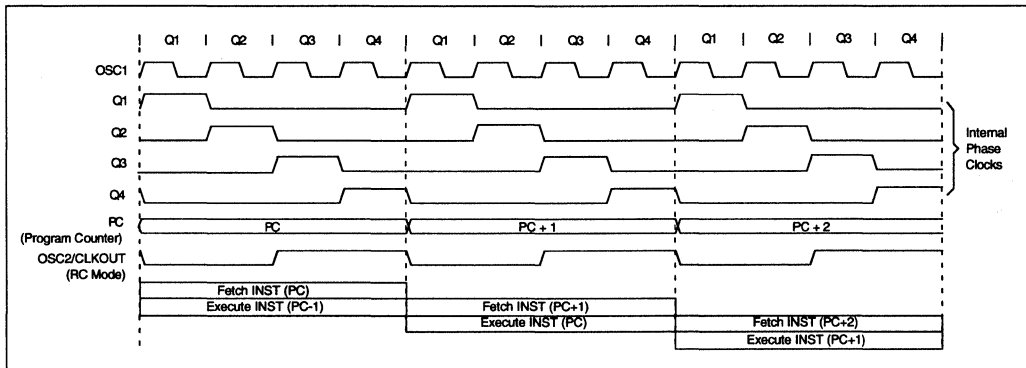 Q1 | Q2 | Q3 | Q4 | Q1 | Q2 | Q3 | Q4 | Q1 | Q2 | Q3 | Q4
OSC1
Q1
Q2
Q3
Q4
Internal
Phase
Clocks
PC
(Program Counter)
PC
PC + 1
PC + 2
OSC2/CLKOUT
(RC Mode)
Fetch INST (PC)
Execute INST (PC-1)
Fetch INST (PC+1)
Execute INST (PC)
Fetch INST (PC+2)
Execute INST (PC+1)